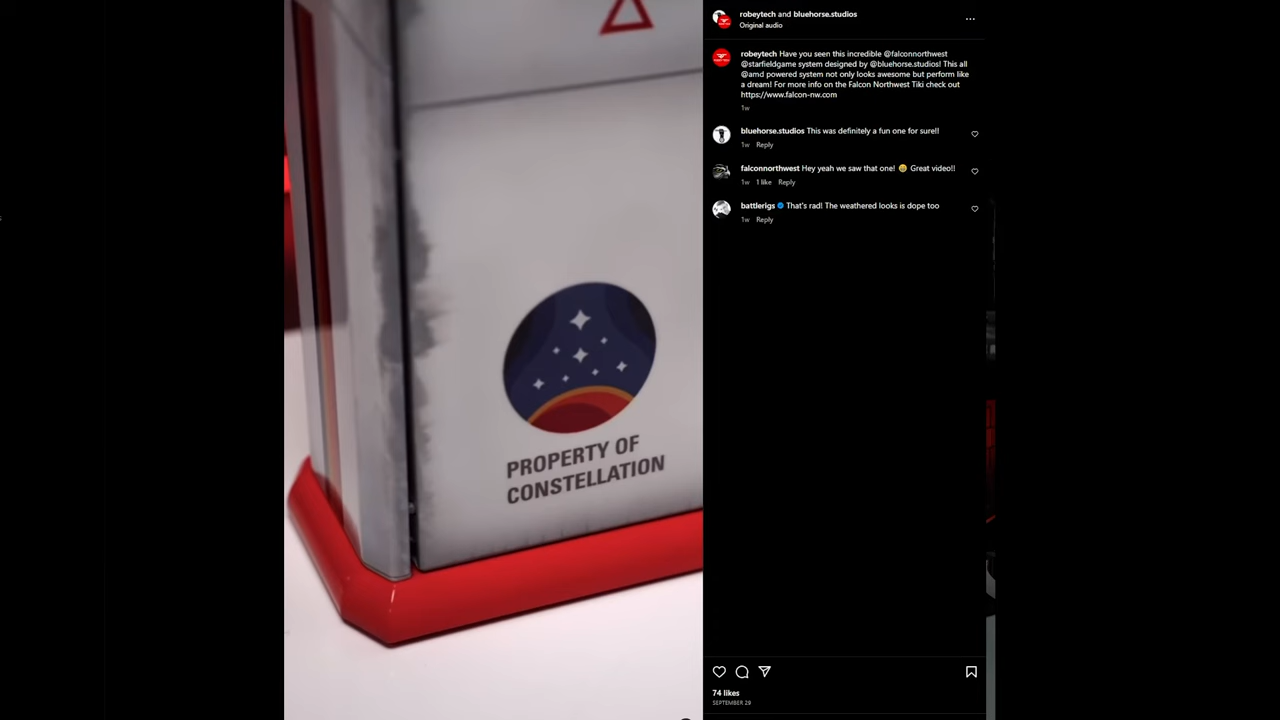 robeytech and bluehorse.studios
Original audio
robeytech Have you seen this incredible @falconnorthwest
@starfieldgame system designed by @bluehorse.studios! This all
@amd powered system not only looks awesome but perform like
a dream! For more info on the Falcon Northwest Tiki check out
https://www.falcon-nw.com
1w
bluehorse.studios This was definitely a fun one for sure!!
1w Reply
falconnorthwest Hey yeah we saw that one! 😄 Great video!!
1w 1 like Reply
battlerigs That's rad! The weathered looks is dope too
1w Reply
74 likes
SEPTEMBER 29
PROPERTY OF
CONSTELLATION